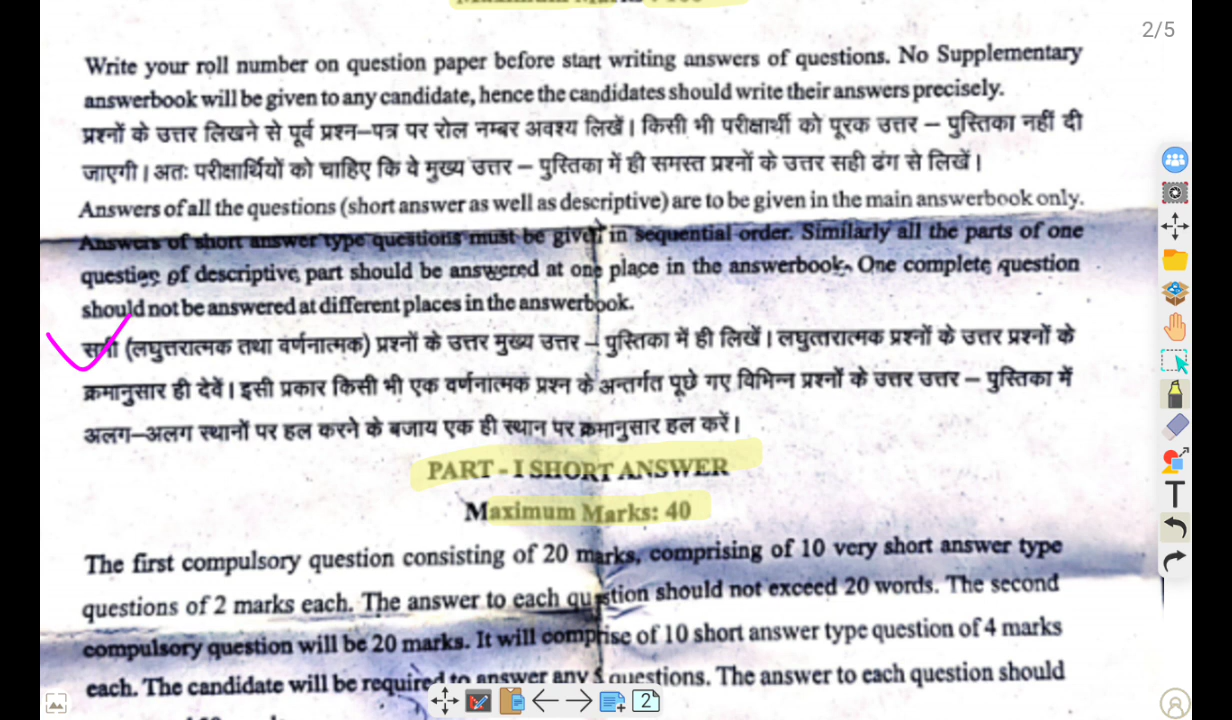 2/5
Write your roll number on question paper before start writing answers of questions. No Supplementary
answerbook will be given to any candidate, hence the candidates should write their answers precisely.
प्रश्नों के उत्तर लिखने से पूर्व प्रश्न–पत्र पर रोल नम्बर अवश्य लिखें। किसी भी परीक्षार्थी को पूरक उत्तर – पुस्तिका नहीं दी
जाएगी। अतः परीक्षार्थियों को चाहिए कि वे मुख्य उत्तर – पुस्तिका में ही समस्त प्रश्नों के उत्तर सही ढंग से लिखें।
Answers of all the questions (short answer as well as descriptive) are to be given in the main answerbook only.
Answers of short answer type questions must be given in sequential order. Similarly all the parts of one
of descriptive part should be answered at one place in the answerbook. One complete question
should not be answered at different places in the answerbook.
सभी (लघुत्तरात्मक तथा वर्णनात्मक) प्रश्नों के उत्तर मुख्य उत्तर – पुस्तिका में ही लिखें। लघुत्तरात्मक प्रश्नों के उत्तर प्रश्नों के
क्रमानुसार ही देवें। इसी प्रकार किसी भी एक वर्णनात्मक प्रश्न के अन्तर्गत पूछे गए विभिन्न प्रश्नों के उत्तर उत्तर – पुस्तिका में
अलग–अलग स्थानों पर हल करने के बजाय एक ही स्थान पर क्रमानुसार हल करें।
PART - I SHORT ANSWER
Maximum Marks: 40
The first compulsory question consisting of 20 marks, comprising of 10 very short answer type
questions of 2 marks each. The answer to each question should not exceed 20 words. The second
compulsory question will be 20 marks. It will comprise of 10 short answer type question of 4 marks
each. The candidate will be required to answer any 5 questions. The answer to each question should
T
2